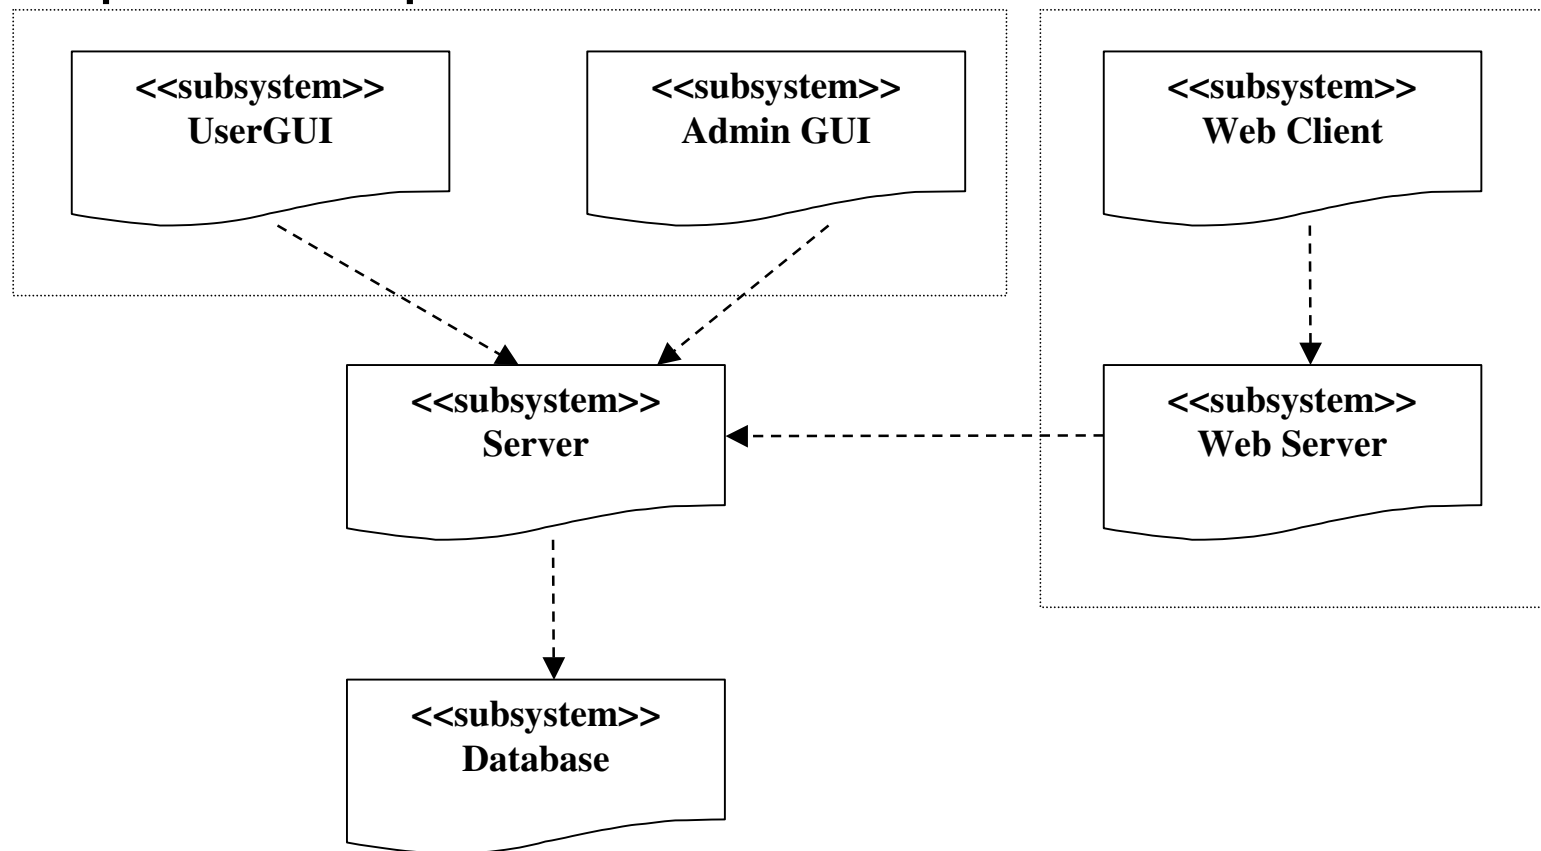 <<subsystem>>
UserGUI
<<subsystem>>
Admin GUI
<<subsystem>>
Web Client
<<subsystem>>
Server
<<subsystem>>
Web Server
<<subsystem>>
Database